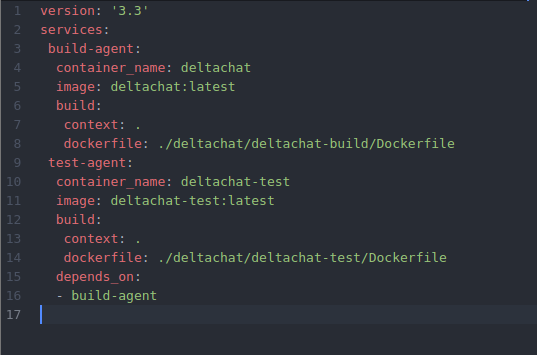 1 version: '3.3'
2 services:
3  build-agent:
4   container_name: deltachat
5   image: deltachat:latest
6   build:
7    context: .
8    dockerfile: ./deltachat/deltachat-build/Dockerfile
9  test-agent:
10   container_name: deltachat-test
11   image: deltachat-test:latest
12   build:
13    context: .
14    dockerfile: ./deltachat/deltachat-test/Dockerfile
15   depends_on:
16   - build-agent
17